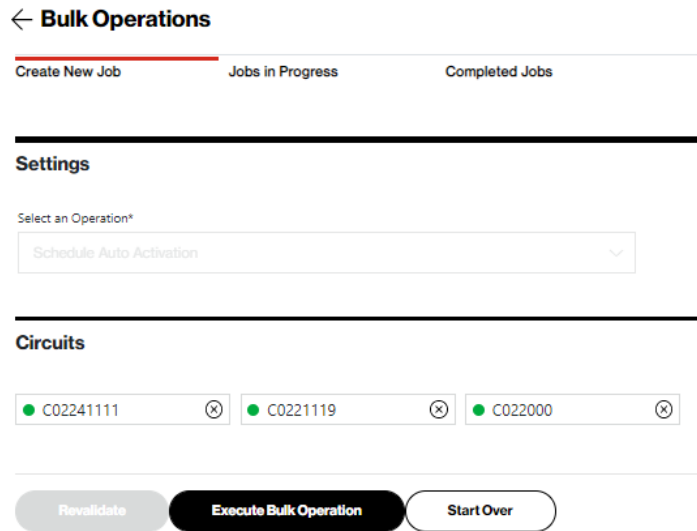 Bulk Operations
Create New Job Jobs in Progress Completed Jobs
Settings
Select an Operation*
Schedule Auto Activation
Circuits
C02241111 C0221119 C022000
Revalidate Execute Bulk Operation Start Over